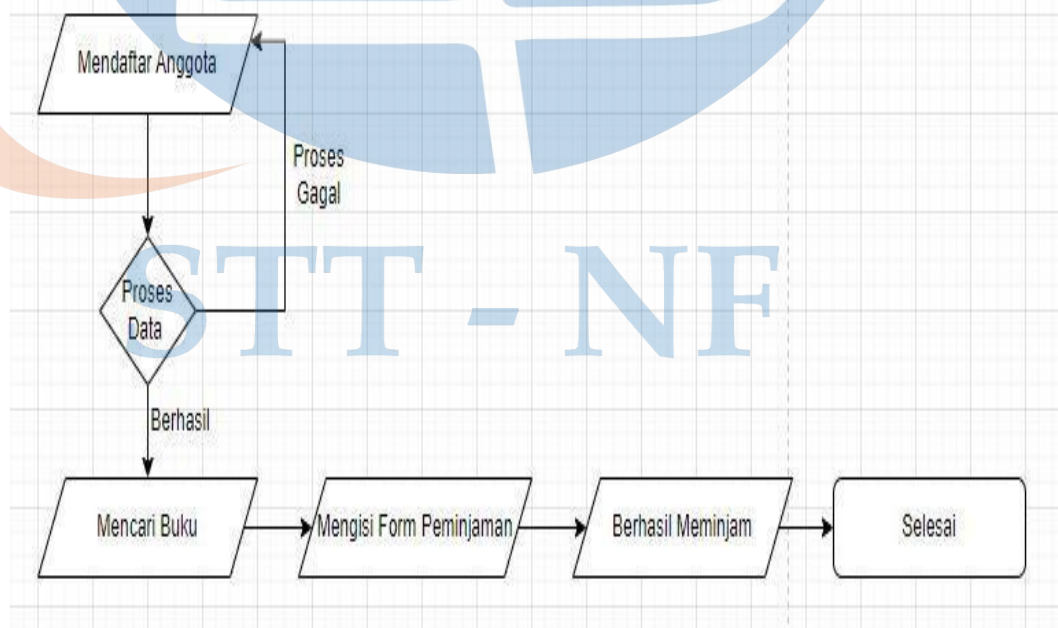 Mendaftar Anggota
Proses
Gagal
Proses
Data
Berhasil
Mencari Buku
Mengisi Form Peminjaman
Berhasil Meminjam
Selesai
STT - NF